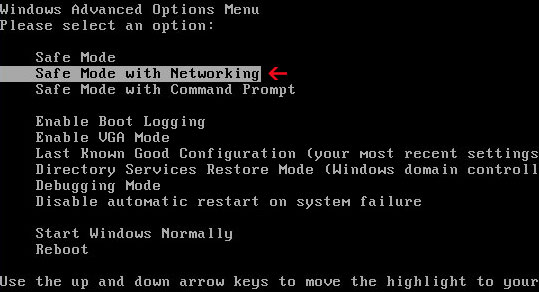 Windows Advanced Options Menu
Please select an option:
Safe Mode
Safe Mode with Networking
Safe Mode with Command Prompt
Enable Boot Logging
Enable VGA Mode
Last Known Good Configuration (your most recent settings
Directory Services Restore Mode (Windows domain controll
Debugging Mode
Disable automatic restart on system failure
Start Windows Normally
Reboot
Use the up and down arrow keys to move the highlight to your